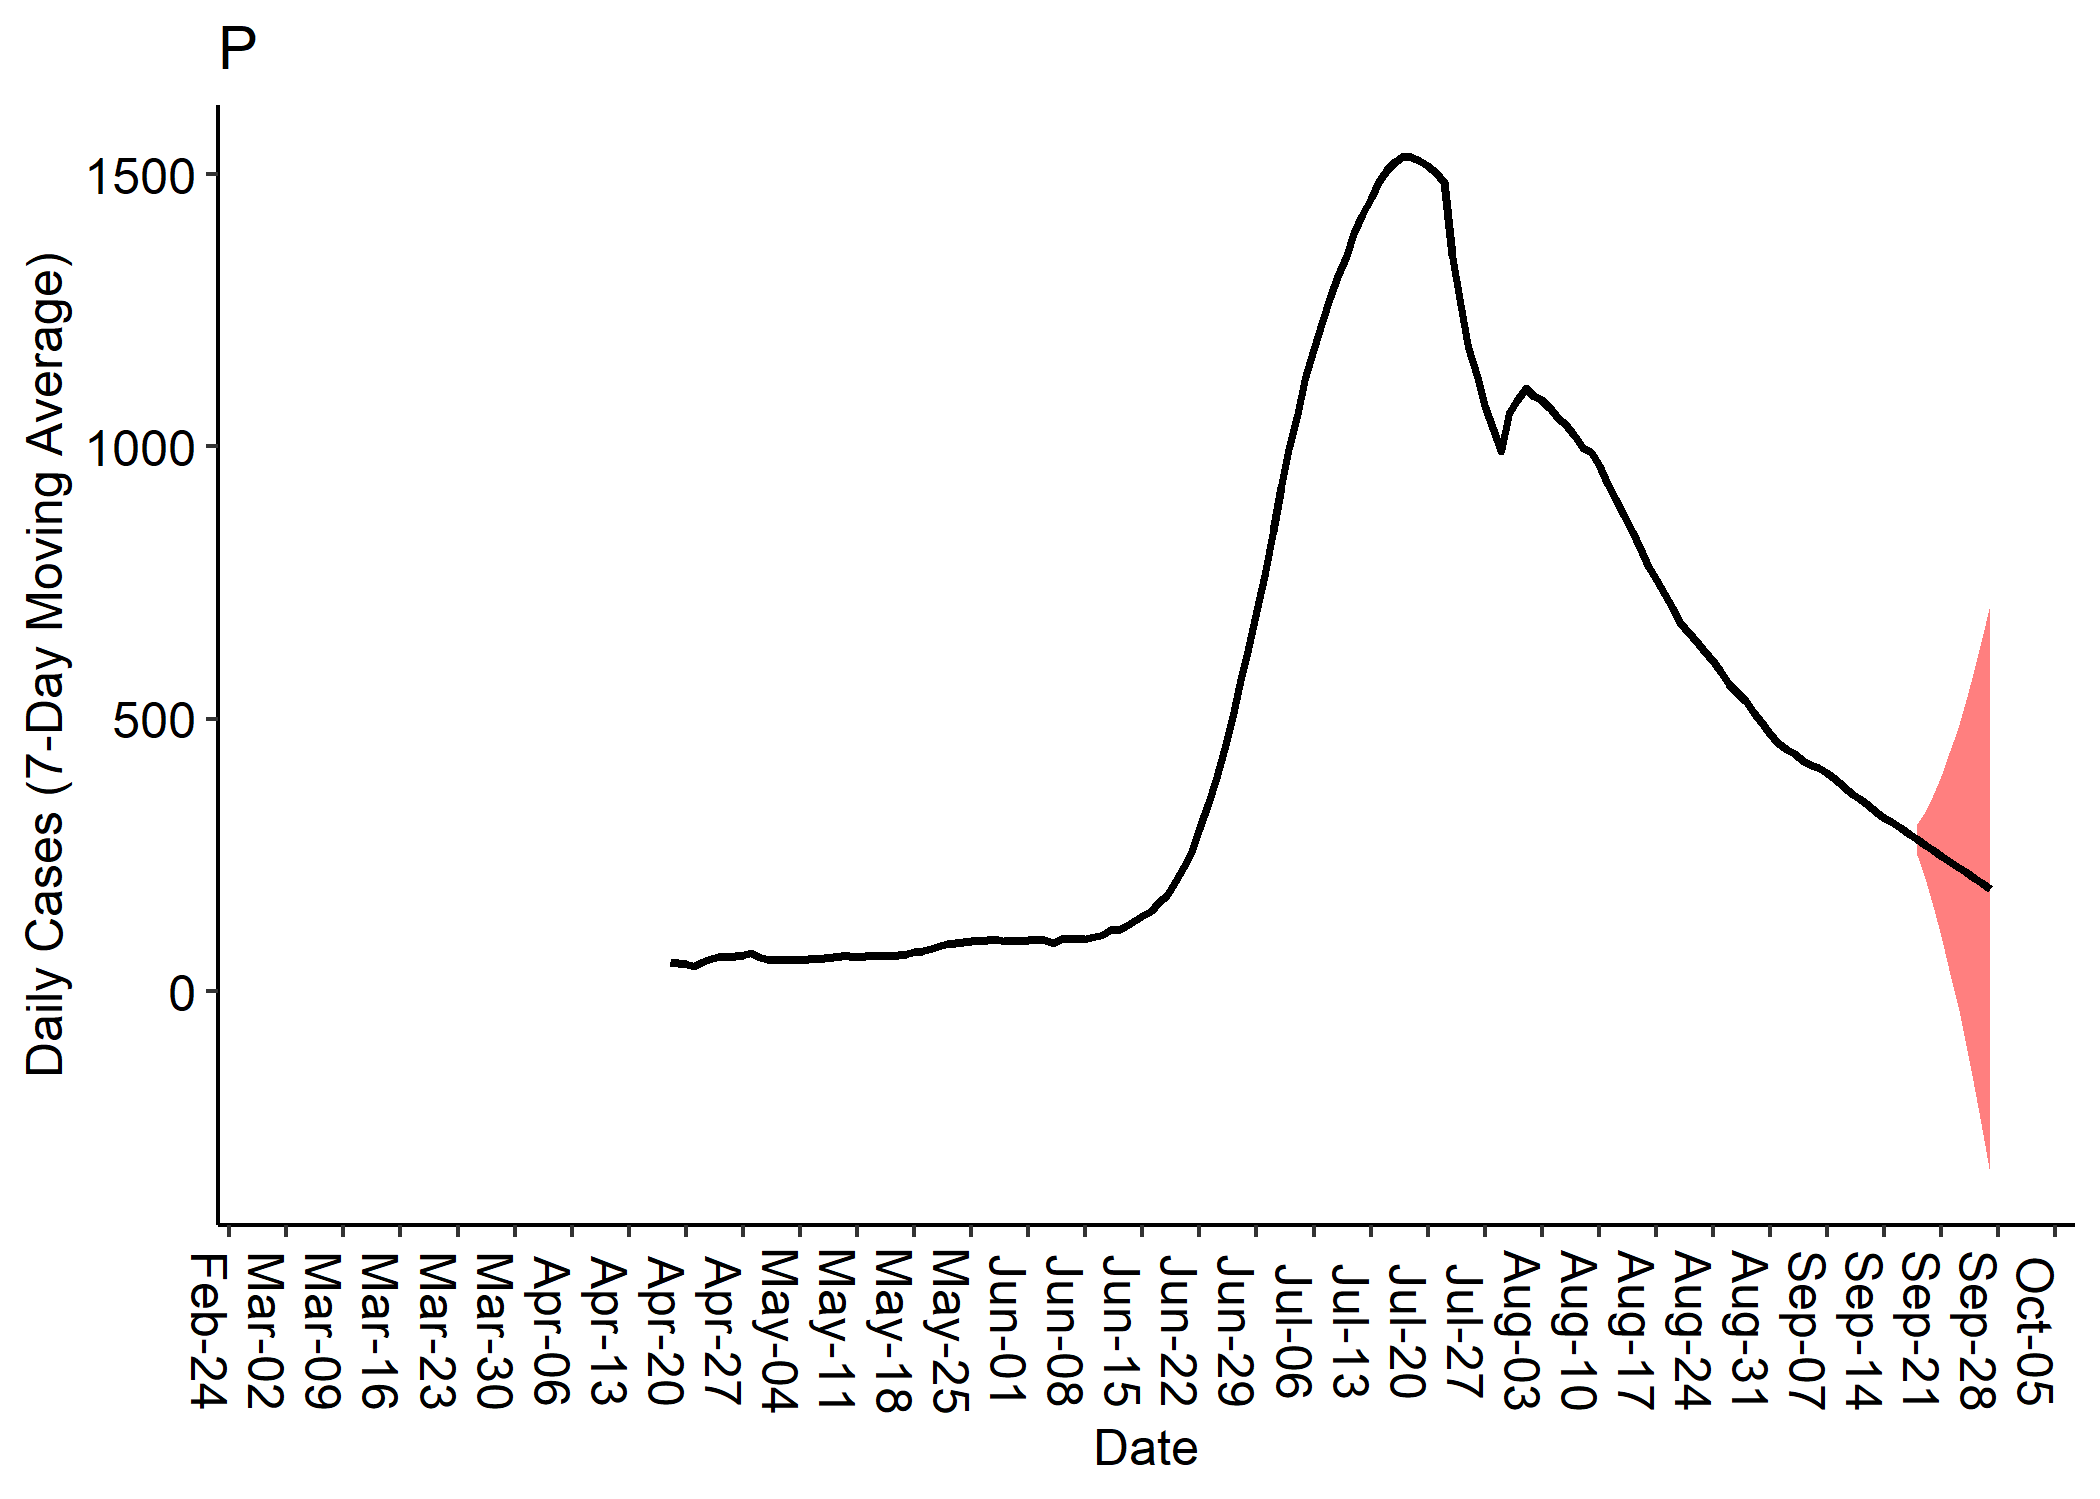 P
Daily Cases (7-Day Moving Average)
1500
1000
500
0
Feb-24
Mar-02
Mar-09
Mar-16
Mar-23
Mar-30
Apr-06
Apr-13
Apr-20
Apr-27
May-04
May-11
May-18
May-25
Jun-01
Jun-08
Jun-15
Jun-22
Jun-29
Jul-06
Jul-13
Jul-20
Jul-27
Aug-03
Aug-10
Aug-17
Aug-24
Aug-31
Sep-07
Sep-14
Sep-21
Sep-28
Oct-05
Date